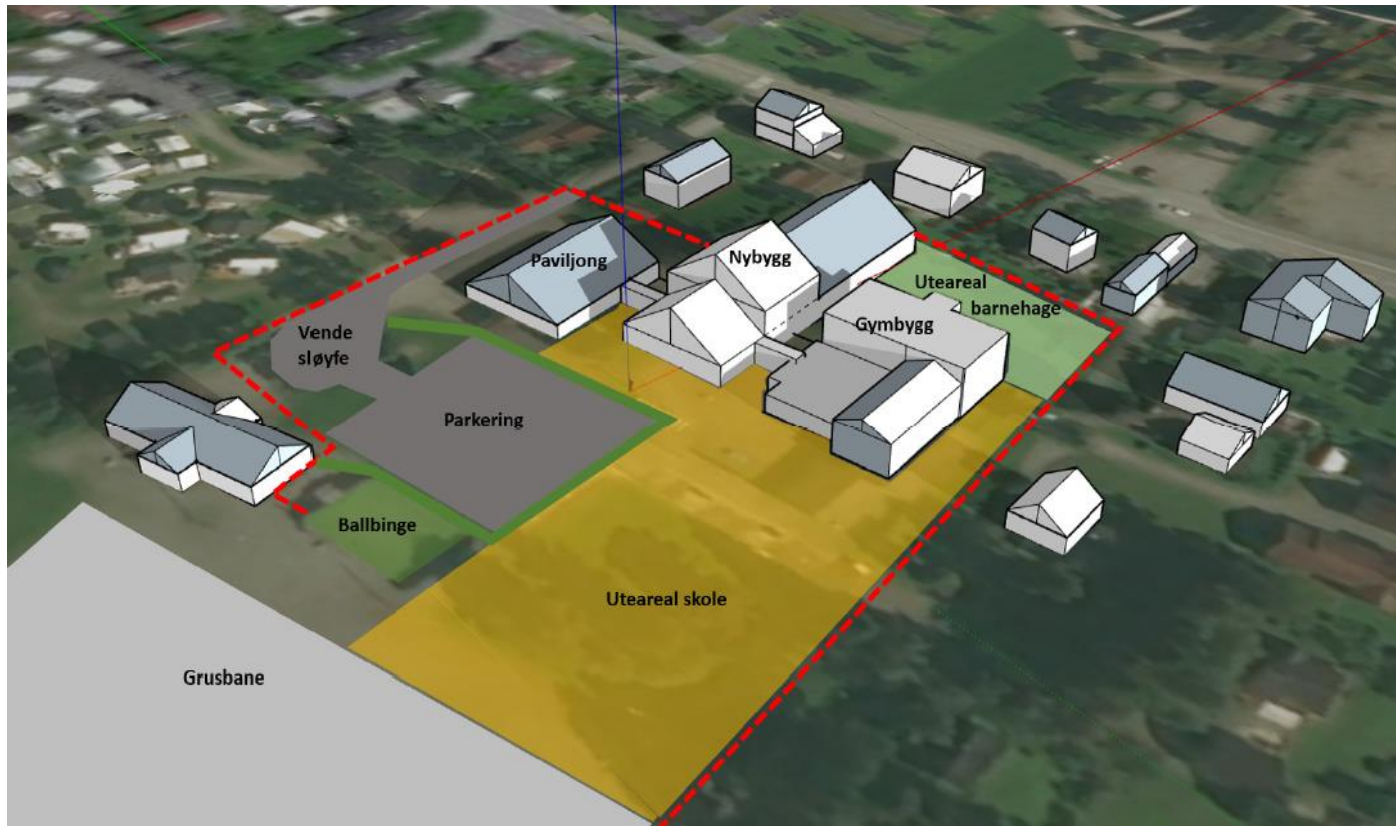 Paviljong
Nybygg
Uteareal
barnehage
Gymbygg
Vende
sløyfe
Parkering
Ballbinge
Uteareal skole
Grusbane